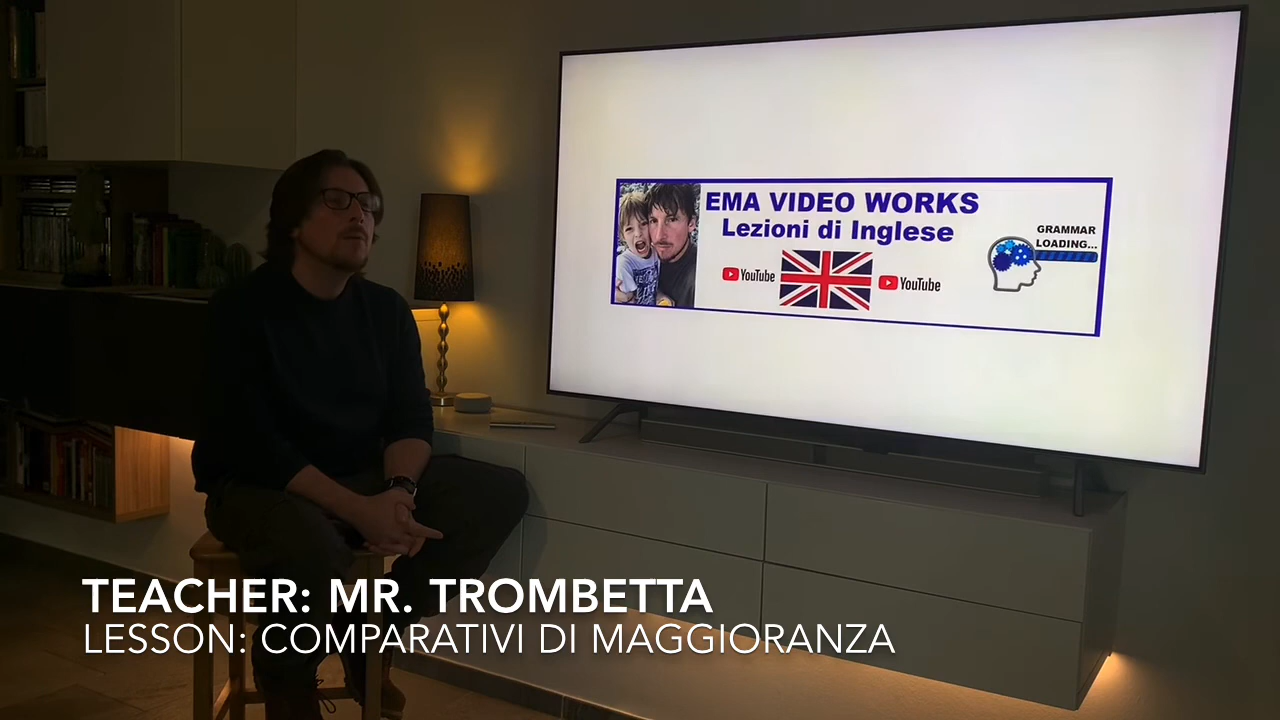 EMA VIDEO WORKS
Lezioni di Inglese
GRAMMAR
LOADING...
YouTube
YouTube
TEACHER: MR. TROMBETTA
LESSON: COMPARATIVI DI MAGGIORANZA